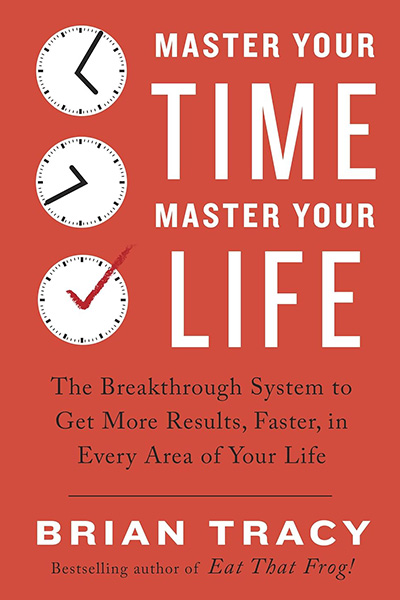 MASTER YOUR
TIME
MASTER YOUR
LIFE
The Breakthrough System to
Get More Results, Faster, in
Every Area of Your Life
BRIAN TRACY
Bestselling author of Eat That Frog!